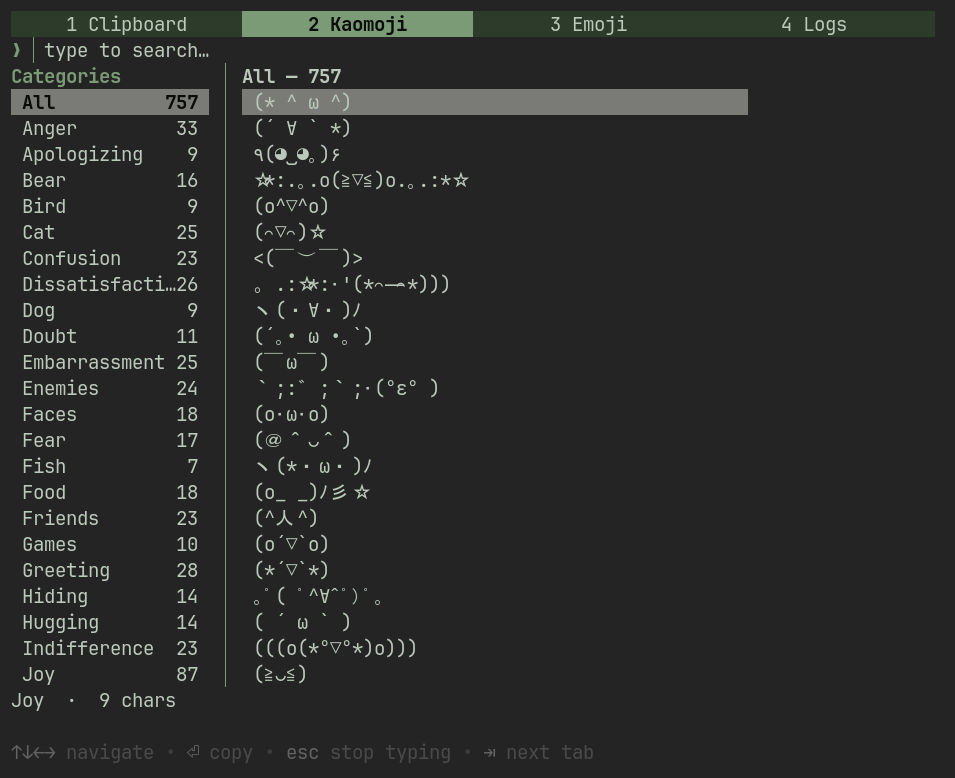 1 Clipboard 2 Kaomoji 3 Emoji 4 Logs
❱ type to search…
Categories
All 757
Anger 33
Apologizing 9
Bear 16
Bird 9
Cat 25
Confusion 23
Dissatisfacti…26
Dog 9
Doubt 11
Embarrassment 25
Enemies 24
Faces 18
Fear 17
Fish 7
Food 18
Friends 23
Games 10
Greeting 28
Hiding 14
Hugging 14
Indifference 23
Joy 87
All — 757
(* ^ ω ^)
(´ ∀ ` *)
٩(◕‿◕｡)۶
☆*:.｡.o(≧▽≦)o.｡.:*☆
(o^▽^o)
(⌒▽⌒)☆
<(￣︶￣)>
。.:☆*:･'(*⌒―⌒*)))
ヽ(・∀・)ﾉ
(´｡• ω •｡`)
(￣ω￣)
｀;:゛;｀;･(°ε° )
(o･ω･o)
(＠＾◡＾)
ヽ(*・ω・)ﾉ
(o_ _)ﾉ彡☆
(^人^)
(o´▽`o)
(*´▽`*)
｡ﾟ( ﾟ^∀^ﾟ)ﾟ｡
( ´ ω ` )
(((o(*°▽°*)o)))
(≧◡≦)
Joy · 9 chars
↑↓←→ navigate • ⏎ copy • esc stop typing • ⇥ next tab